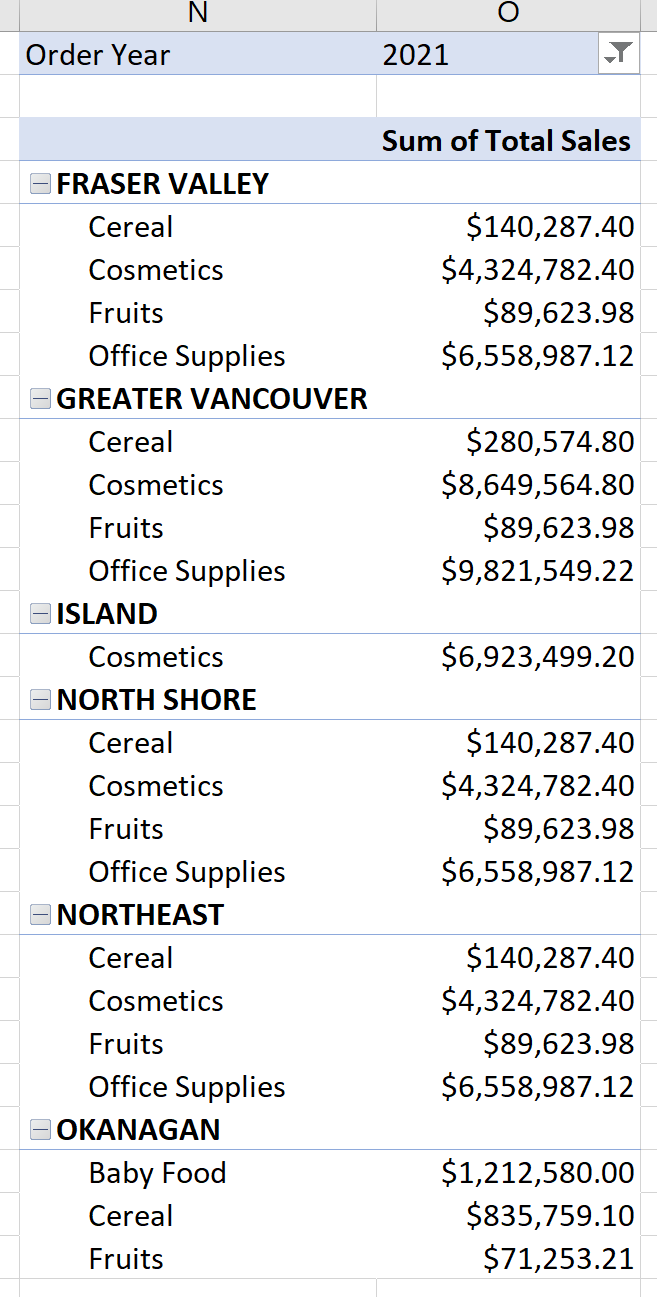 N O
Order Year 2021
Sum of Total Sales
FRASER VALLEY
Cereal $140,287.40
Cosmetics $4,324,782.40
Fruits $89,623.98
Office Supplies $6,558,987.12
GREATER VANCOUVER
Cereal $280,574.80
Cosmetics $8,649,564.80
Fruits $89,623.98
Office Supplies $9,821,549.22
ISLAND
Cosmetics $6,923,499.20
NORTH SHORE
Cereal $140,287.40
Cosmetics $4,324,782.40
Fruits $89,623.98
Office Supplies $6,558,987.12
NORTHEAST
Cereal $140,287.40
Cosmetics $4,324,782.40
Fruits $89,623.98
Office Supplies $6,558,987.12
OKANAGAN
Baby Food $1,212,580.00
Cereal $835,759.10
Fruits $71,253.21